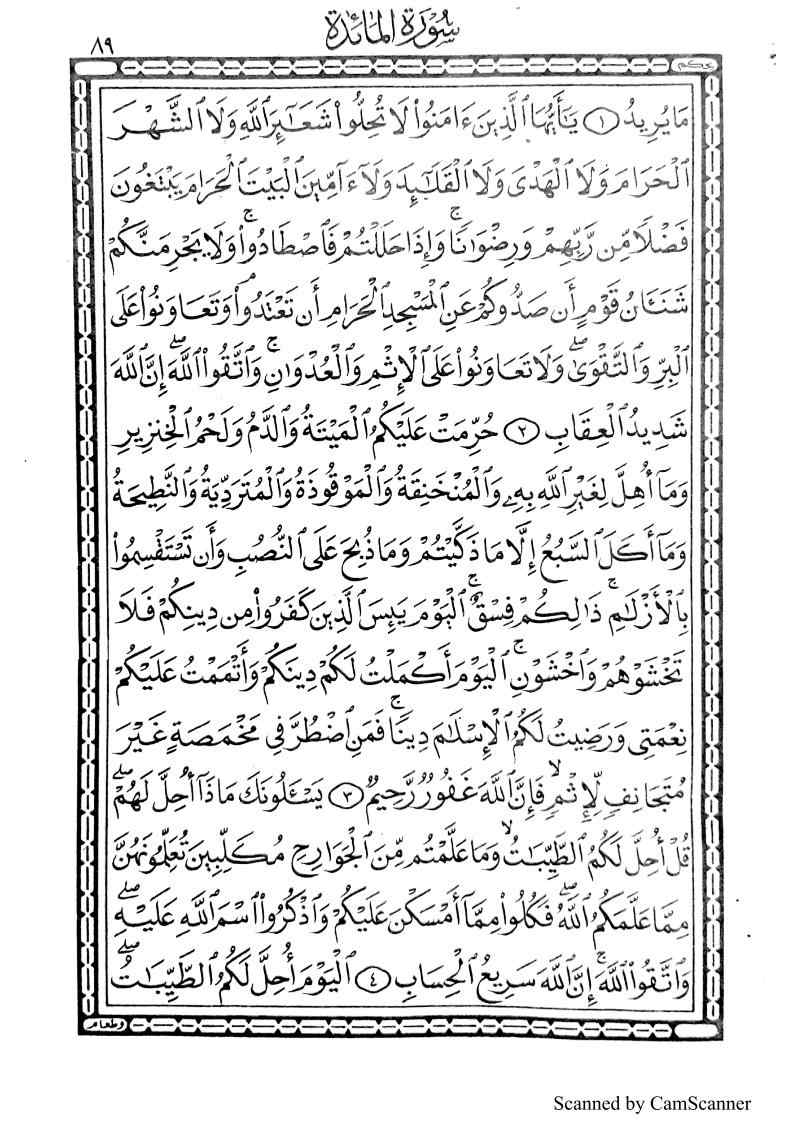 سُورَةُ المَائدة
٨٩
يحكم
مَا يُرِيدُ ١ يَٰٓأَيُّهَا ٱلَّذِينَ ءَامَنُوا۟ لَا تُحِلُّوا۟ شَعَٰٓئِرَ ٱللَّهِ وَلَا ٱلشَّهْرَ
ٱلْحَرَامَ وَلَا ٱلْهَدْىَ وَلَا ٱلْقَلَٰٓئِدَ وَلَآ ءَآمِّينَ ٱلْبَيْتَ ٱلْحَرَامَ يَبْتَغُونَ
فَضْلًا مِّن رَّبِّهِمْ وَرِضْوَٰنًا ۚ وَإِذَا حَلَلْتُمْ فَٱصْطَادُوا۟ ۚ وَلَا يَجْرِمَنَّكُمْ
شَنَـَٔانُ قَوْمٍ أَن صَدُّوكُمْ عَنِ ٱلْمَسْجِدِ ٱلْحَرَامِ أَن تَعْتَدُوا۟ ۘ وَتَعَاوَنُوا۟ عَلَى
ٱلْبِرِّ وَٱلتَّقْوَىٰ ۖ وَلَا تَعَاوَنُوا۟ عَلَى ٱلْإِثْمِ وَٱلْعُدْوَٰنِ ۚ وَٱتَّقُوا۟ ٱللَّهَ ۖ إِنَّ ٱللَّهَ
شَدِيدُ ٱلْعِقَابِ ٢ حُرِّمَتْ عَلَيْكُمُ ٱلْمَيْتَةُ وَٱلدَّمُ وَلَحْمُ ٱلْخِنزِيرِ
وَمَآ أُهِلَّ لِغَيْرِ ٱللَّهِ بِهِۦ وَٱلْمُنْخَنِقَةُ وَٱلْمَوْقُوذَةُ وَٱلْمُتَرَدِّيَةُ وَٱلنَّطِيحَةُ
وَمَآ أَكَلَ ٱلسَّبُعُ إِلَّا مَا ذَكَّيْتُمْ وَمَا ذُبِحَ عَلَى ٱلنُّصُبِ وَأَن تَسْتَقْسِمُوا۟
بِٱلْأَزْلَٰمِ ۚ ذَٰلِكُمْ فِسْقٌ ۗ ٱلْيَوْمَ يَئِسَ ٱلَّذِينَ كَفَرُوا۟ مِن دِينِكُمْ فَلَا
تَخْشَوْهُمْ وَٱخْشَوْنِ ۚ ٱلْيَوْمَ أَكْمَلْتُ لَكُمْ دِينَكُمْ وَأَتْمَمْتُ عَلَيْكُمْ
نِعْمَتِى وَرَضِيتُ لَكُمُ ٱلْإِسْلَٰمَ دِينًا ۚ فَمَنِ ٱضْطُرَّ فِى مَخْمَصَةٍ غَيْرَ
مُتَجَانِفٍ لِّإِثْمٍ ۙ فَإِنَّ ٱللَّهَ غَفُورٌ رَّحِيمٌ ٣ يَسْـَٔلُونَكَ مَاذَآ أُحِلَّ لَهُمْ ۖ
قُلْ أُحِلَّ لَكُمُ ٱلطَّيِّبَٰتُ ۙ وَمَا عَلَّمْتُم مِّنَ ٱلْجَوَارِحِ مُكَلِّبِينَ تُعَلِّمُونَهُنَّ
مِمَّا عَلَّمَكُمُ ٱللَّهُ ۖ فَكُلُوا۟ مِمَّآ أَمْسَكْنَ عَلَيْكُمْ وَٱذْكُرُوا۟ ٱسْمَ ٱللَّهِ عَلَيْهِ ۖ
وَٱتَّقُوا۟ ٱللَّهَ ۚ إِنَّ ٱللَّهَ سَرِيعُ ٱلْحِسَابِ ٤ ٱلْيَوْمَ أُحِلَّ لَكُمُ ٱلطَّيِّبَٰتُ ۖ
وطعام
Scanned by CamScanner